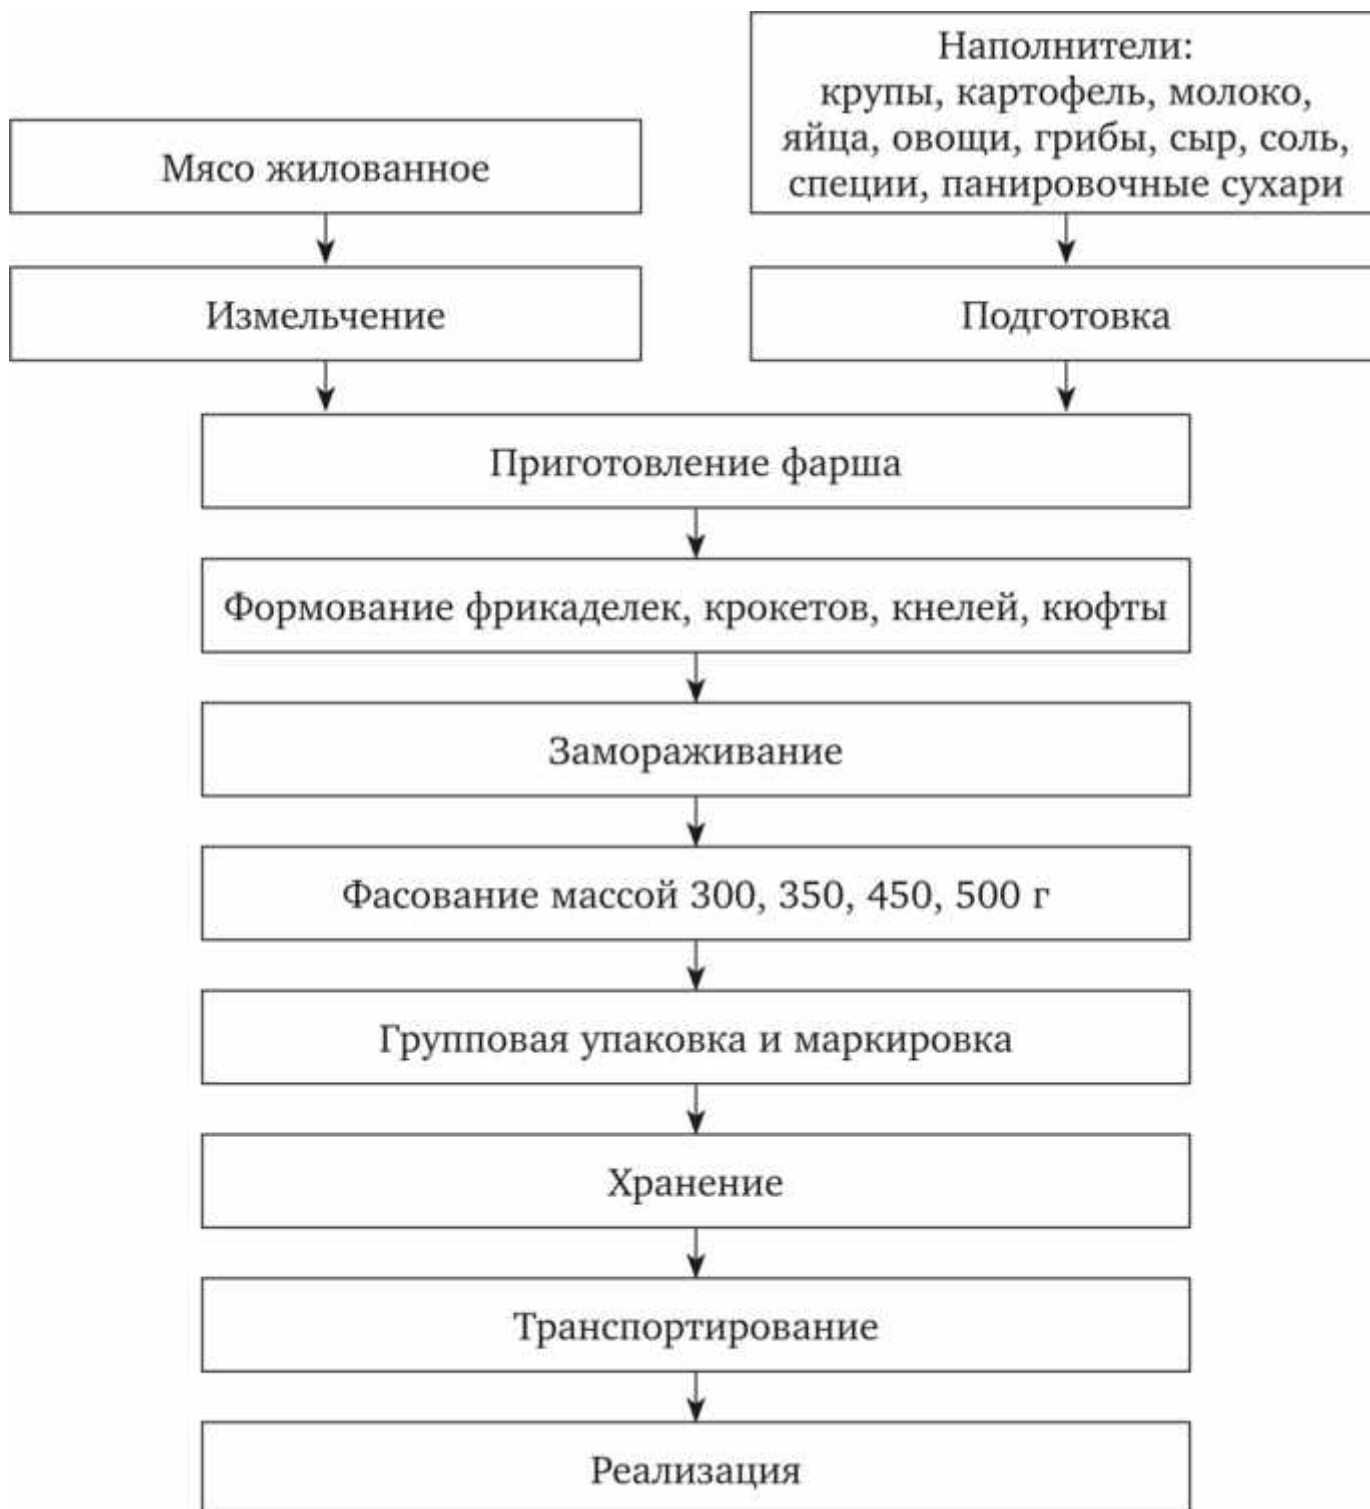 Наполнители:
крупы, картофель, молоко,
яйца, овощи, грибы, сыр, соль,
специи, панировочные сухари
Мясо жилованное
Измельчение
Подготовка
Приготовление фарша
Формование фрикаделек, крокетов, кнелей, кюфты
Замораживание
Фасование массой 300, 350, 450, 500 г
Групповая упаковка и маркировка
Хранение
Транспортирование
Реализация